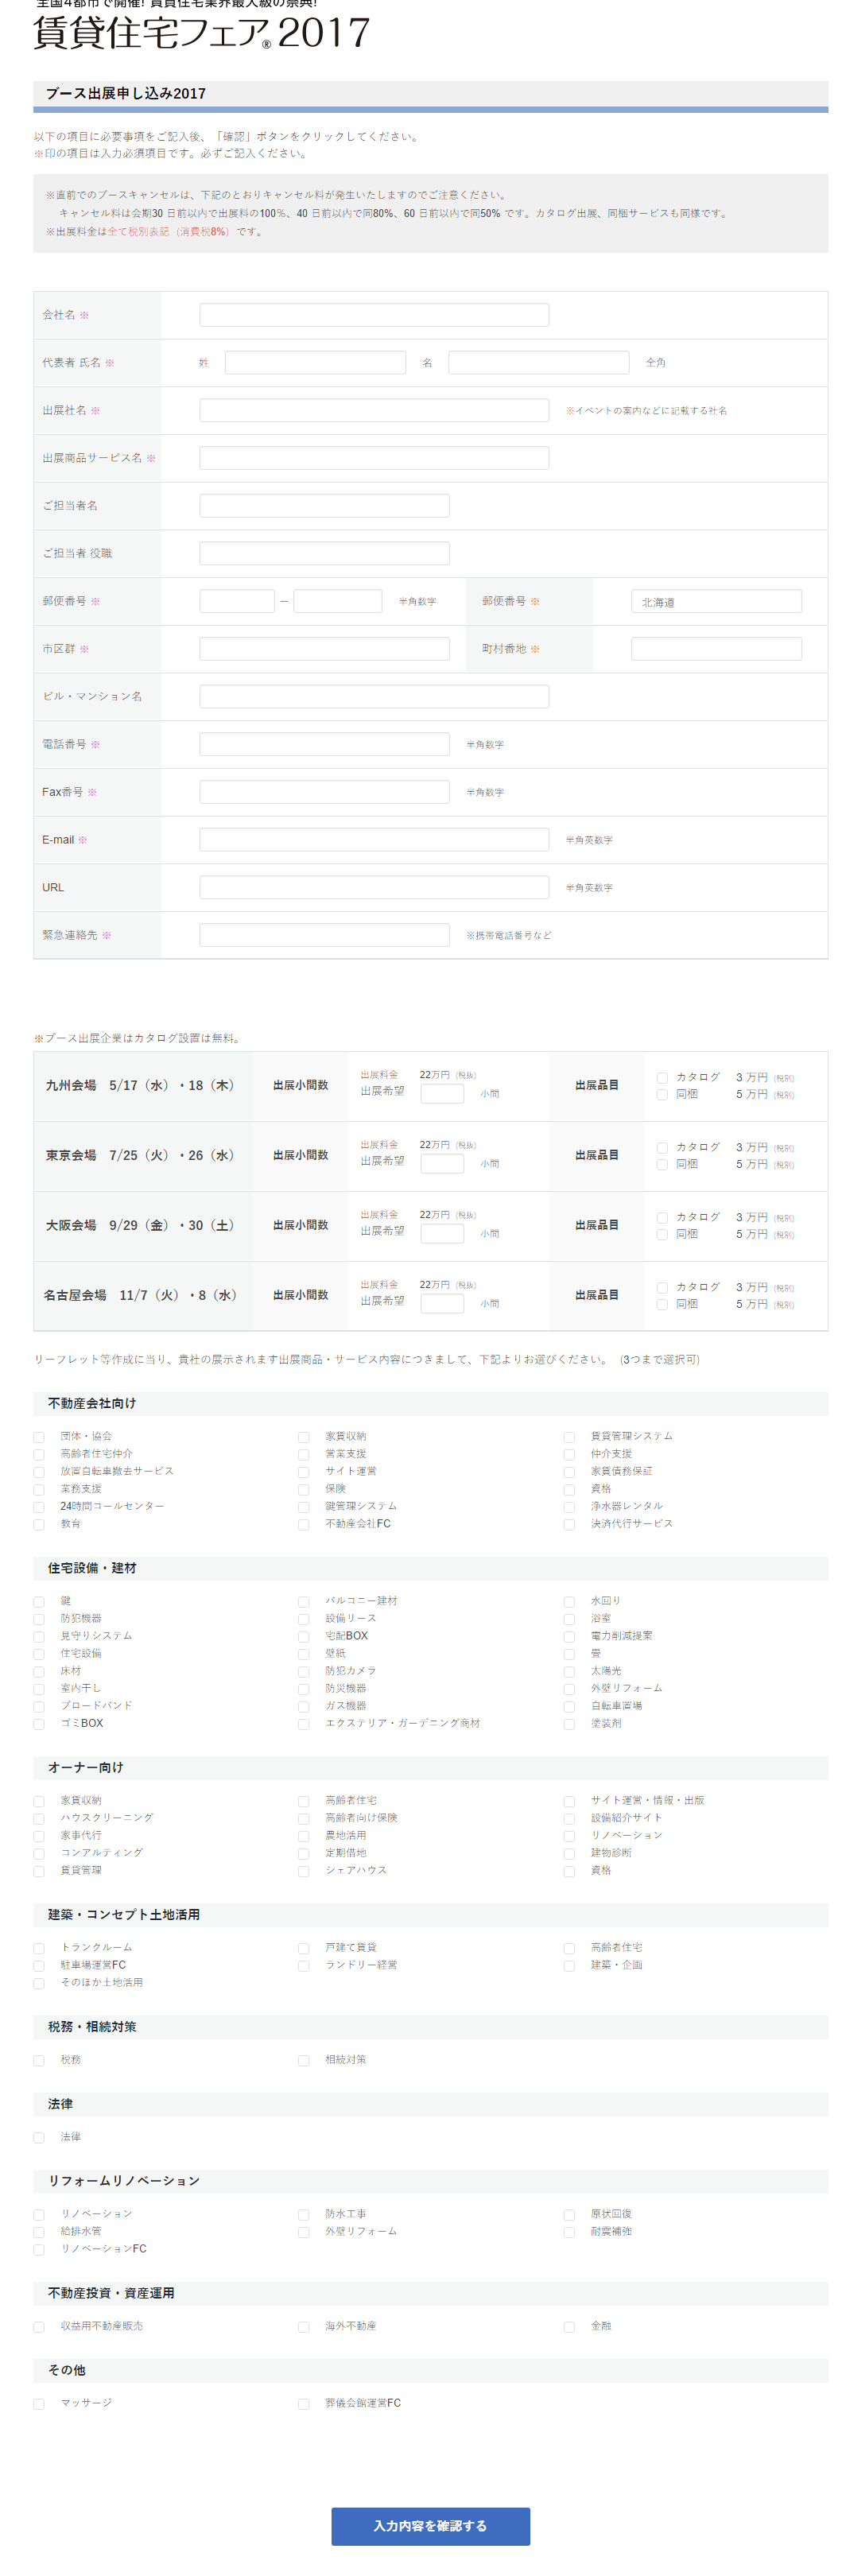 全国4都市で開催! 賃貸住宅業界最大級の祭典!
賃貸住宅フェア® 2017
ブース出展申し込み2017
以下の項目に必要事項をご記入後、「確認」ボタンをクリックしてください。
※印の項目は入力必須項目です。必ずご記入ください。
※直前でのブースキャンセルは、下記のとおりキャンセル料が発生いたしますのでご注意ください。
キャンセル料は会期30 日前以内で出展料の100%、40 日前以内で同80%、60 日前以内で同50% です。カタログ出展、同梱サービスも同様です。
※出展料金は全て税別表記（消費税8%）です。
会社名 ※
代表者 氏名 ※ 姓 名 全角
出展社名 ※ ※イベントの案内などに記載する社名
出展商品サービス名 ※
ご担当者名
ご担当者 役職
郵便番号 ※ ー 半角数字 郵便番号 ※ 北海道
市区群 ※ 町村番地 ※
ビル・マンション名
電話番号 ※ 半角数字
Fax番号 ※ 半角数字
E-mail ※ 半角英数字
URL 半角英数字
緊急連絡先 ※ ※携帯電話番号など
※ブース出展企業はカタログ設置は無料。
九州会場 5/17（水）・18（木） 出展小間数 出展料金 22万円 (税抜) 出展希望 小間 出展品目 カタログ 3 万円 (税別)
同梱 5 万円 (税別)
東京会場 7/25（火）・26（水） 出展小間数 出展料金 22万円 (税抜) 出展希望 小間 出展品目 カタログ 3 万円 (税別)
同梱 5 万円 (税別)
大阪会場 9/29（金）・30（土） 出展小間数 出展料金 22万円 (税抜) 出展希望 小間 出展品目 カタログ 3 万円 (税別)
同梱 5 万円 (税別)
名古屋会場 11/7（火）・8（水） 出展小間数 出展料金 22万円 (税抜) 出展希望 小間 出展品目 カタログ 3 万円 (税別)
同梱 5 万円 (税別)
リーフレット等作成に当り、貴社の展示されます出展商品・サービス内容につきまして、下記よりお選びください。 (3つまで選択可)
不動産会社向け
団体・協会 家賃収納 賃貸管理システム
高齢者住宅仲介 営業支援 仲介支援
放置自転車撤去サービス サイト運営 家賃債務保証
業務支援 保険 資格
24時間コールセンター 鍵管理システム 浄水器レンタル
教育 不動産会社FC 決済代行サービス
住宅設備・建材
鍵 バルコニー建材 水回り
防犯機器 設備リース 浴室
見守りシステム 宅配BOX 電力削減提案
住宅設備 壁紙 畳
床材 防犯カメラ 太陽光
室内干し 防災機器 外壁リフォーム
ブロードバンド ガス機器 自転車置場
ゴミBOX エクステリア・ガーデニング商材 塗装剤
オーナー向け
家賃収納 高齢者住宅 サイト運営・情報・出版
ハウスクリーニング 高齢者向け保険 設備紹介サイト
家事代行 農地活用 リノベーション
コンアルティング 定期借地 建物診断
賃貸管理 シェアハウス 資格
建築・コンセプト土地活用
トランクルーム 戸建て賃貸 高齢者住宅
駐車場運営FC ランドリー経営 建築・企画
そのほか土地活用
税務・相続対策
税務 相続対策
法律
法律
リフォームリノベーション
リノベーション 防水工事 原状回復
給排水管 外壁リフォーム 耐震補強
リノベーションFC
不動産投資・資産運用
収益用不動産販売 海外不動産 金融
その他
マッサージ 葬儀会館運営FC
入力内容を確認する